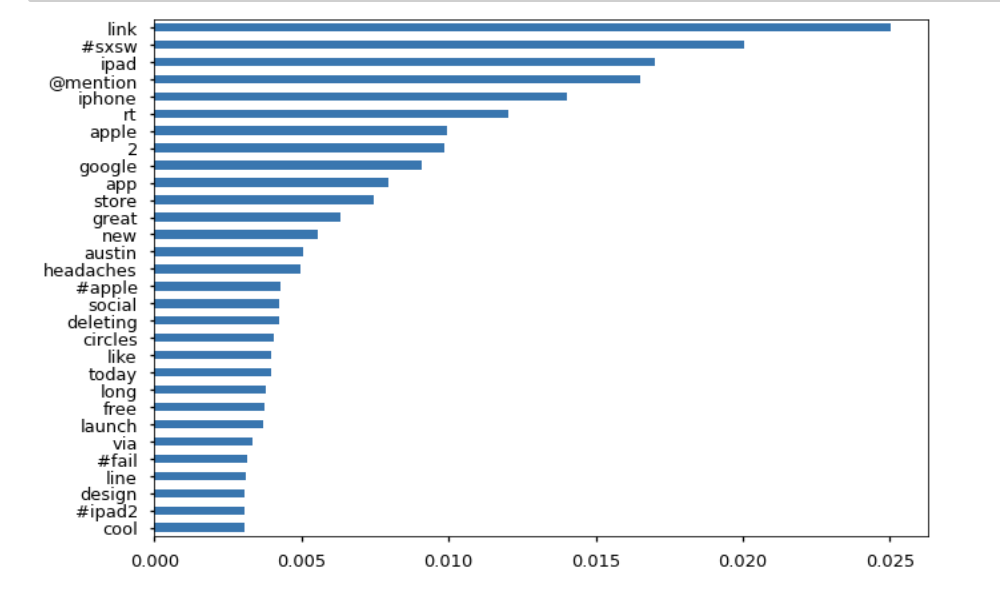 link
#sxsw
ipad
@mention
iphone
rt
apple
2
google
app
store
great
new
austin
headaches
#apple
social
deleting
circles
like
today
long
free
launch
via
#fail
line
design
#ipad2
cool
0.000 0.005 0.010 0.015 0.020 0.025